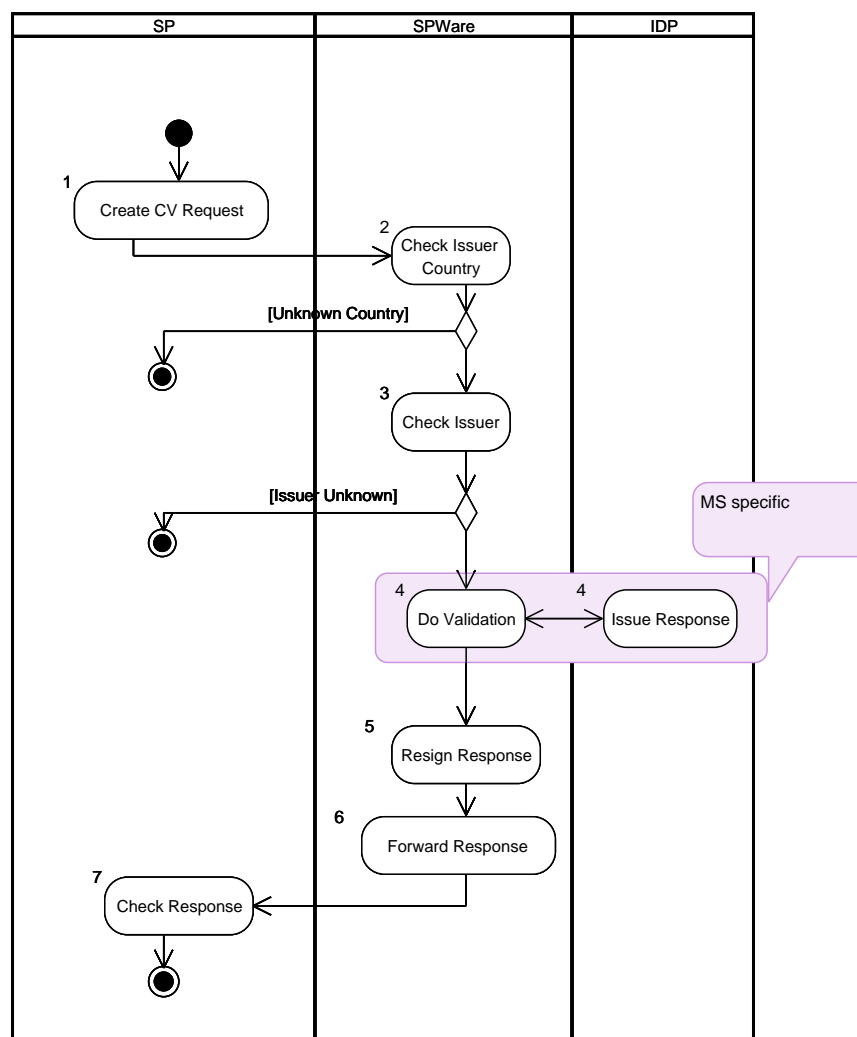 SP
SPWare
IDP
1
Create CV Request
2
Check Issuer
Country
[Unknown Country]
3
Check Issuer
[Issuer Unknown]
MS specific
4
Do Validation
4
Issue Response
5
Resign Response
6
Forward Response
7
Check Response